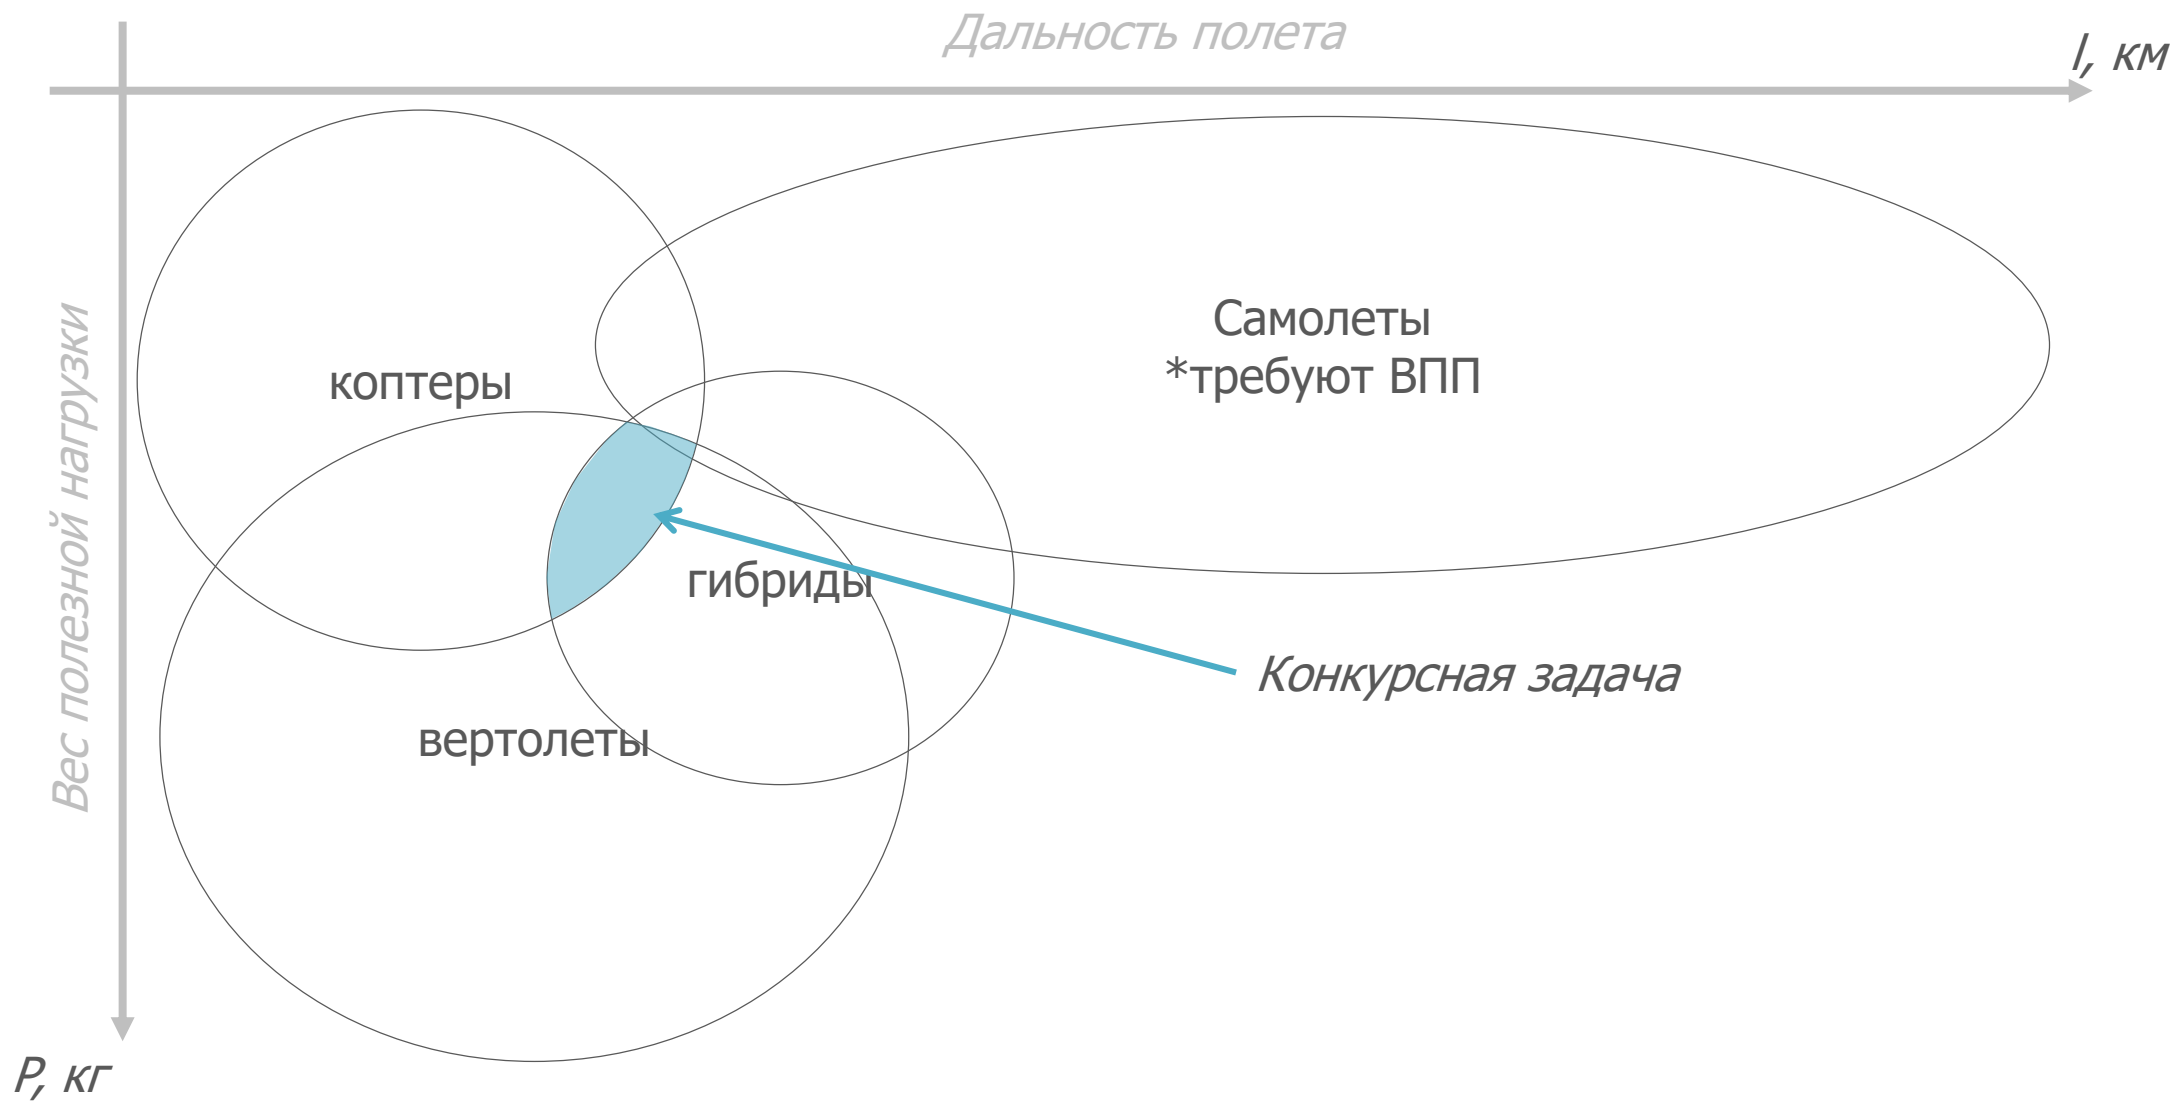 Дальность полета
l, км
Вес полезной нагрузки
Самолеты
*требуют ВПП
коптеры
гибриды
Конкурсная задача
вертолеты
P, кг